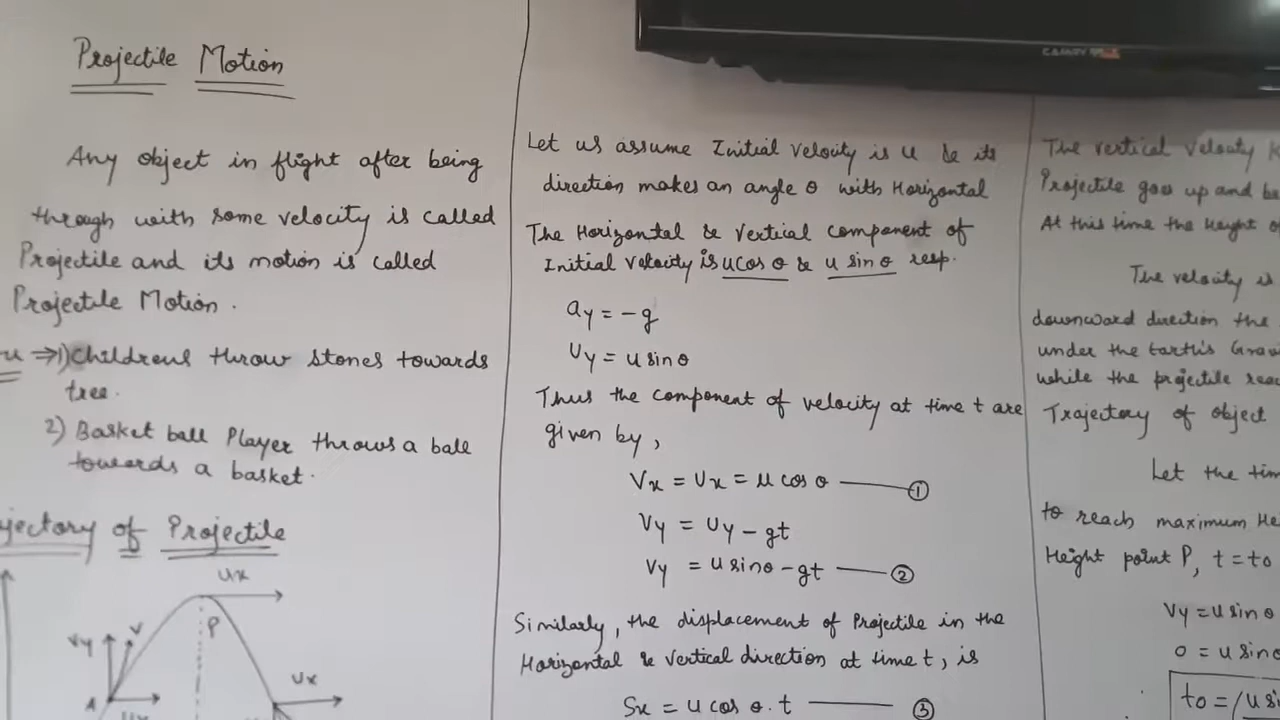 Projectile Motion
Any object in flight after being
through with some velocity is called
Projectile and its motion is called
Projectile Motion.
⇒ 1) Childrens throw stones towards
tree.
2) Basket ball Player throws a ball
towards a basket.
jectory of Projectile
ux
P
Vy
V
A
ux
Ux
Let us assume Initial Velocity is u & its
direction makes an angle θ with Horizontal
The Horizontal & Vertical component of
Initial Velocity is u cos θ & u sin θ resp.
ay = -g
Uy = u sin θ
Thus the component of velocity at time t are
given by,
Vx = Ux = u cos θ —— ①
Vy = Uy - gt
Vy = u sin θ - gt —— ②
Similarly, the displacement of Projectile in the
Horizontal & Vertical direction at time t, is
Sx = u cos θ . t —— ③
The vertical velocity
Projectile goes up and
At this time the height
The velocity is
downward direction the
under the Earth's
while the projectile
Trajectory of object
Let the
to reach maximum
Height point P, t = to
Vy = u sin θ
0 = u sin
to =